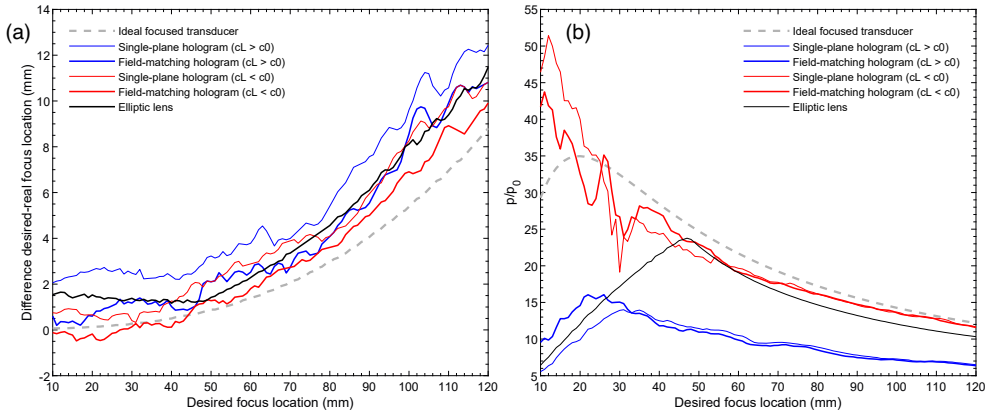 (a)
Difference desired-real focus location (mm)
14
12
10
8
6
4
2
0
-2
Ideal focused transducer
Single-plane hologram (cL > c0)
Field-matching hologram (cL > c0)
Single-plane hologram (cL < c0)
Field-matching hologram (cL < c0)
Elliptic lens
10 20 30 40 50 60 70 80 90 100 110 120
Desired focus location (mm)
(b)
p/p0
60
55
50
45
40
35
30
25
20
15
10
5
Ideal focused transducer
Single-plane hologram (cL > c0)
Field-matching hologram (cL > c0)
Single-plane hologram (cL < c0)
Field-matching hologram (cL < c0)
Elliptic lens
10 20 30 40 50 60 70 80 90 100 110 120
Desired focus location (mm)